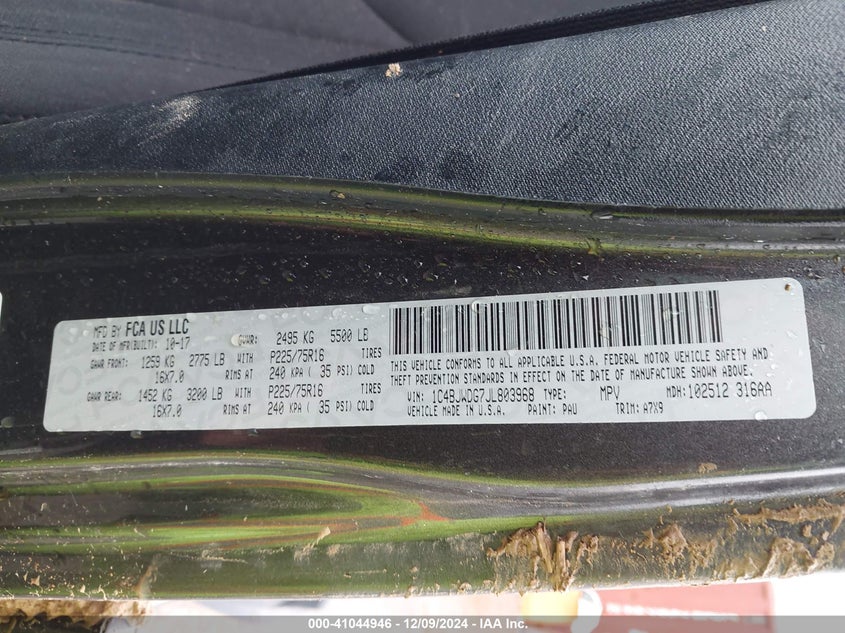 MFD BY FCA US LLC
DATE OF MFR(BUILT): 10-17 GVWR: 2495 KG 5500 LB
GAWR FRONT: 1259 KG 2775 LB WITH P225/75R16 TIRES
16X7.0 RIMS AT 240 KPA ( 35 PSI) COLD
GAWR REAR: 1452 KG 3200 LB WITH P225/75R16 TIRES
16X7.0 RIMS AT 240 KPA ( 35 PSI) COLD
THIS VEHICLE CONFORMS TO ALL APPLICABLE U.S.A. FEDERAL MOTOR VEHICLE SAFETY AND
THEFT PREVENTION STANDARDS IN EFFECT ON THE DATE OF MANUFACTURE SHOWN ABOVE.
VIN: 1C4BJWDG7JL803968 TYPE: MPV MDH: 102512 316AA
VEHICLE MADE IN U.S.A. PAINT: PAU TRIM: A7X9
000-41044946 - 12/09/2024 - IAA Inc.